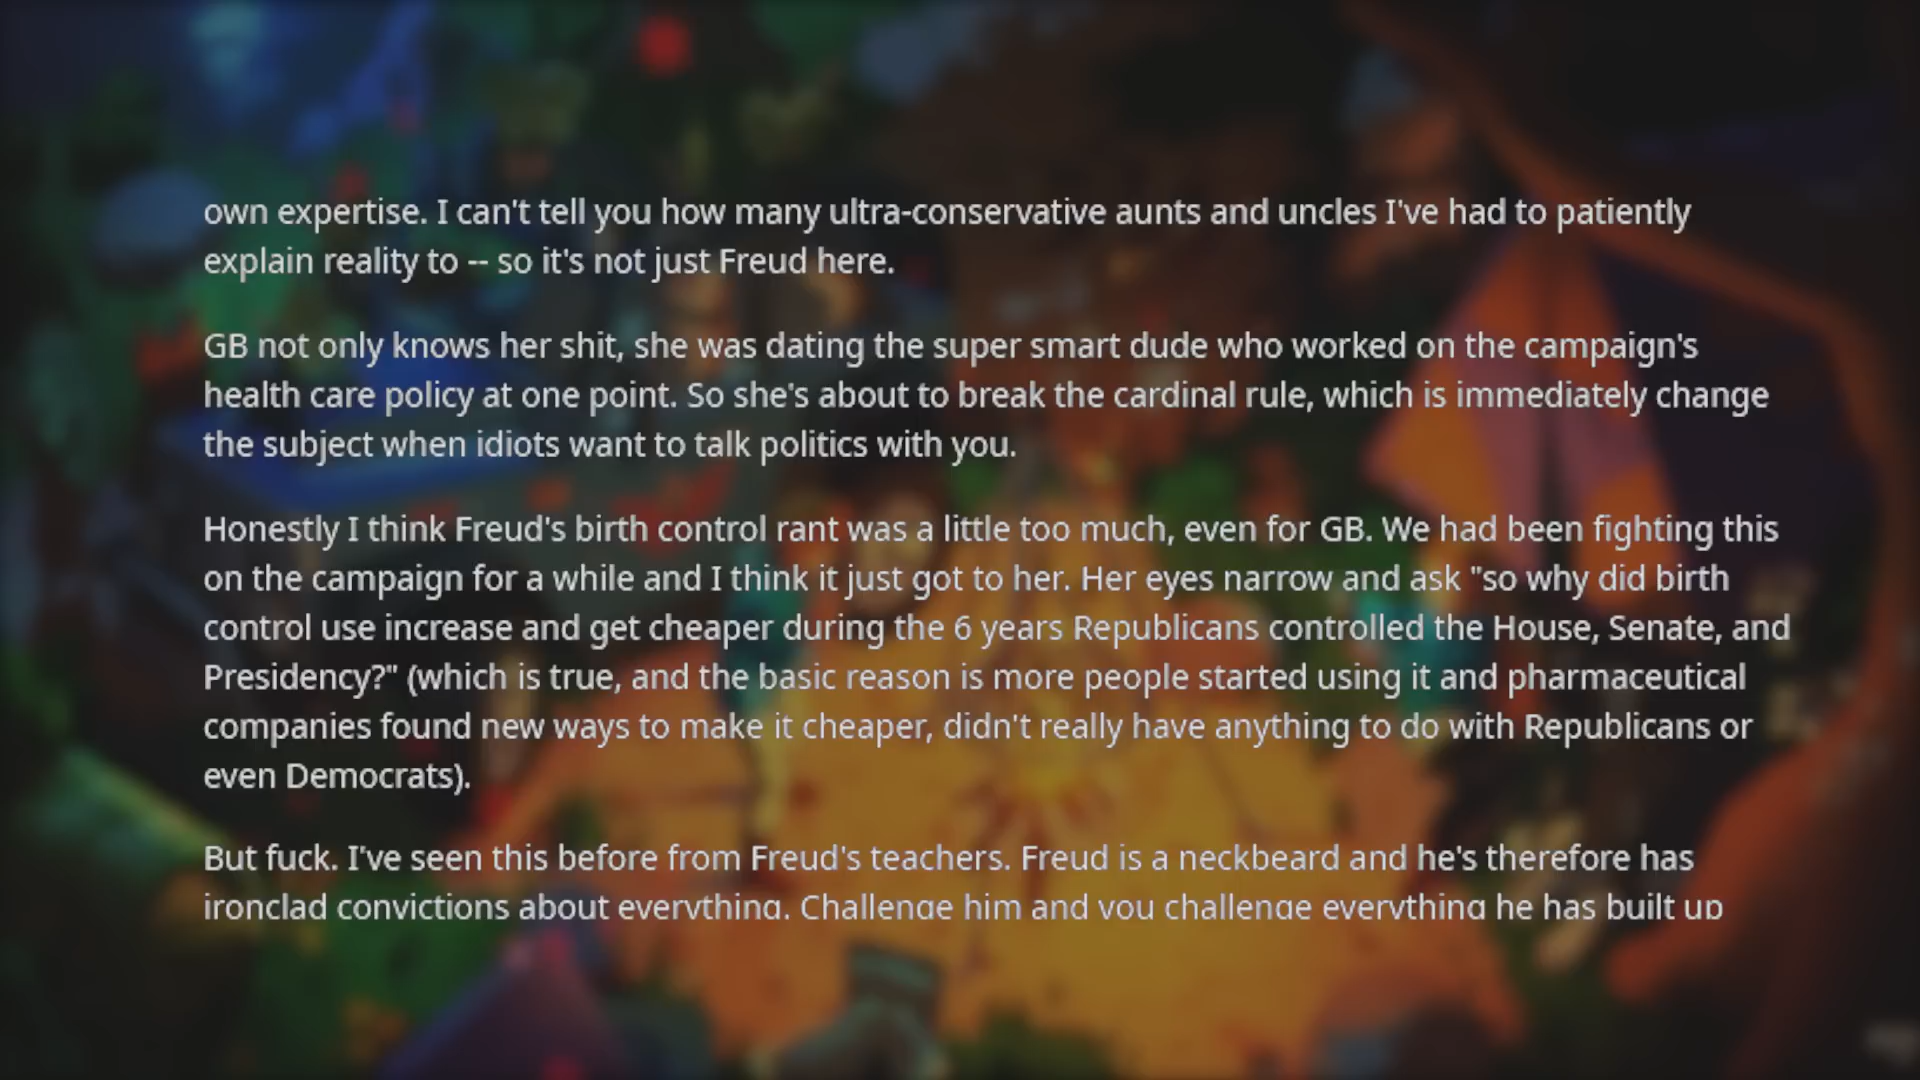 own expertise. I can't tell you how many ultra-conservative aunts and uncles I've had to patiently
explain reality to -- so it's not just Freud here.
GB not only knows her shit, she was dating the super smart dude who worked on the campaign's
health care policy at one point. So she's about to break the cardinal rule, which is immediately change
the subject when idiots want to talk politics with you.
Honestly I think Freud's birth control rant was a little too much, even for GB. We had been fighting this
on the campaign for a while and I think it just got to her. Her eyes narrow and ask "so why did birth
control use increase and get cheaper during the 6 years Republicans controlled the House, Senate, and
Presidency?" (which is true, and the basic reason is more people started using it and pharmaceutical
companies found new ways to make it cheaper, didn't really have anything to do with Republicans or
even Democrats).
But fuck. I've seen this before from Freud's teachers. Freud is a neckbeard and he's therefore has
ironclad convictions about everything. Challenge him and you challenge everything he has built up